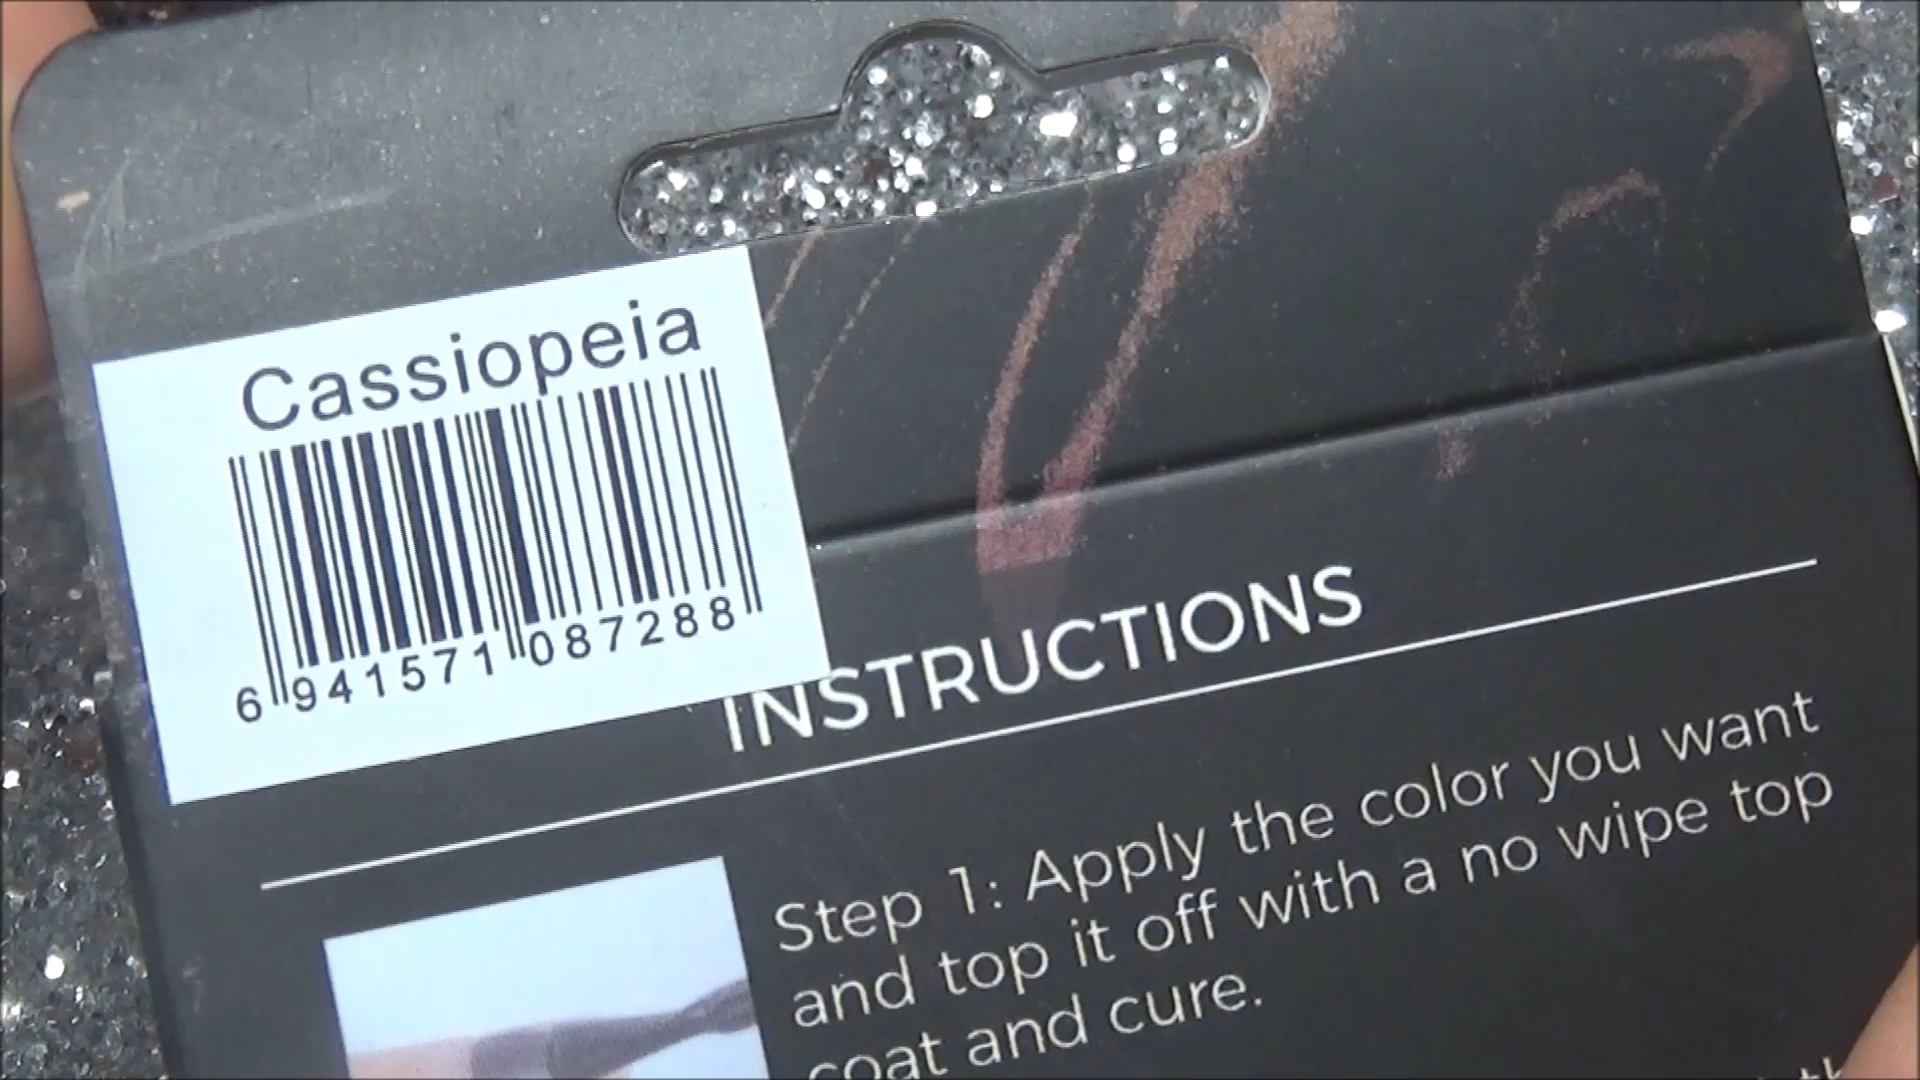 Cassiopeia
6 941571 087288
INSTRUCTIONS
Step 1: Apply the color you want
and top it off with a no wipe top
coat and cure.